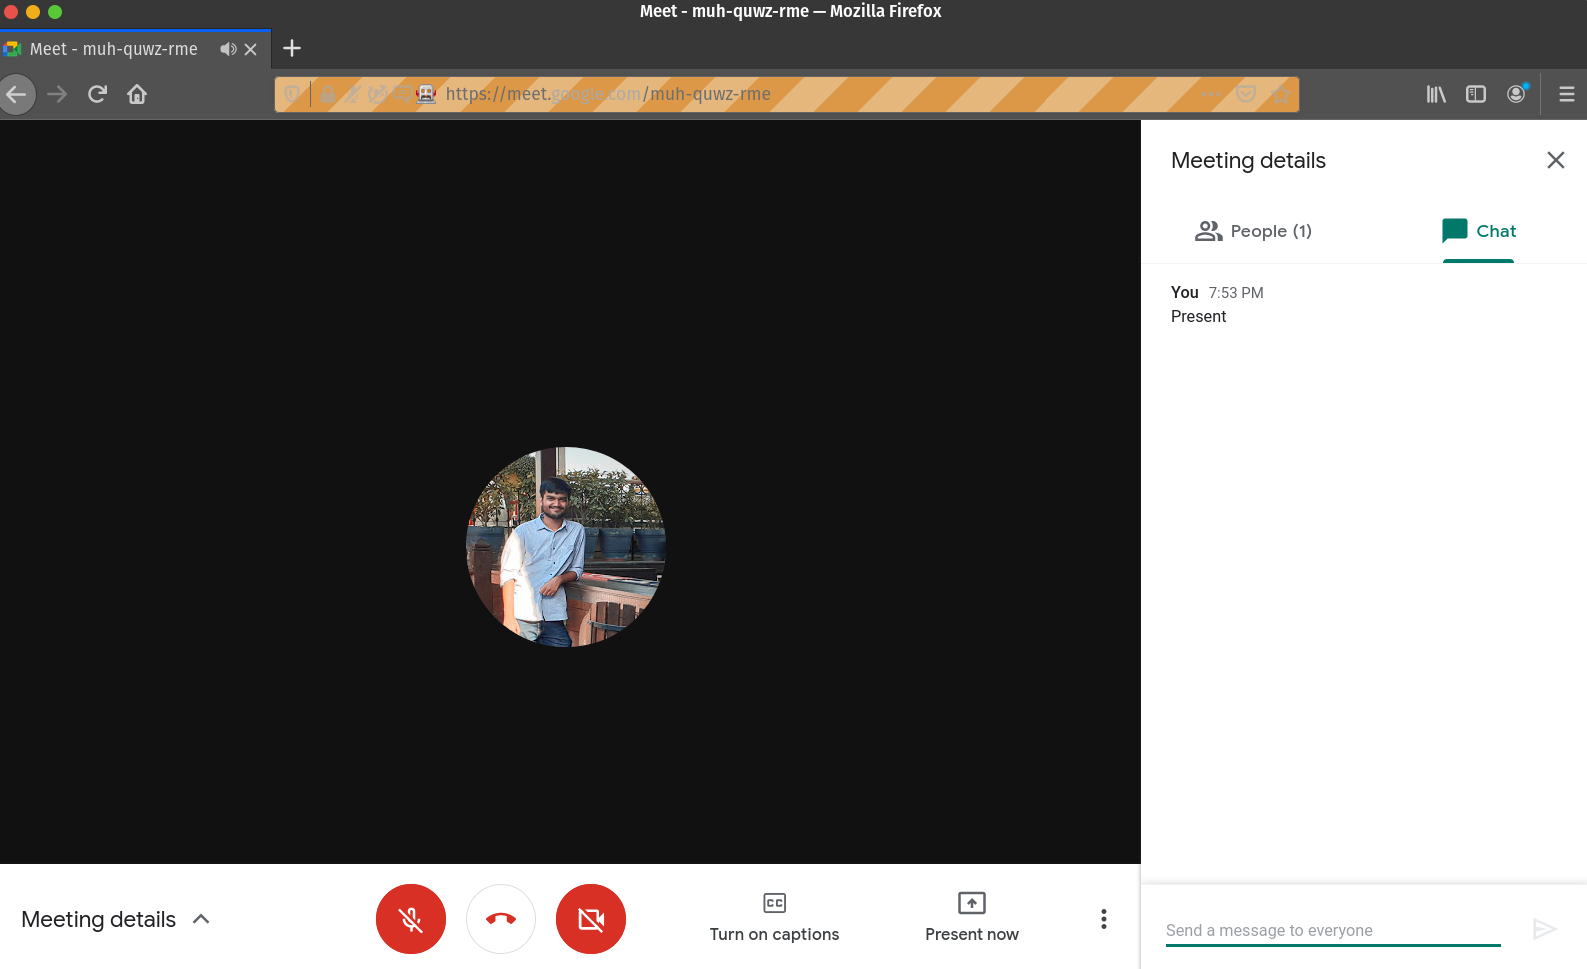 Meet - muh-quwz-rme — Mozilla Firefox
Meet - muh-quwz-rme
https://meet.google.com/muh-quwz-rme
Meeting details
People (1)
Chat
You 7:53 PM
Present
Meeting details
CC
Turn on captions
Present now
Send a message to everyone